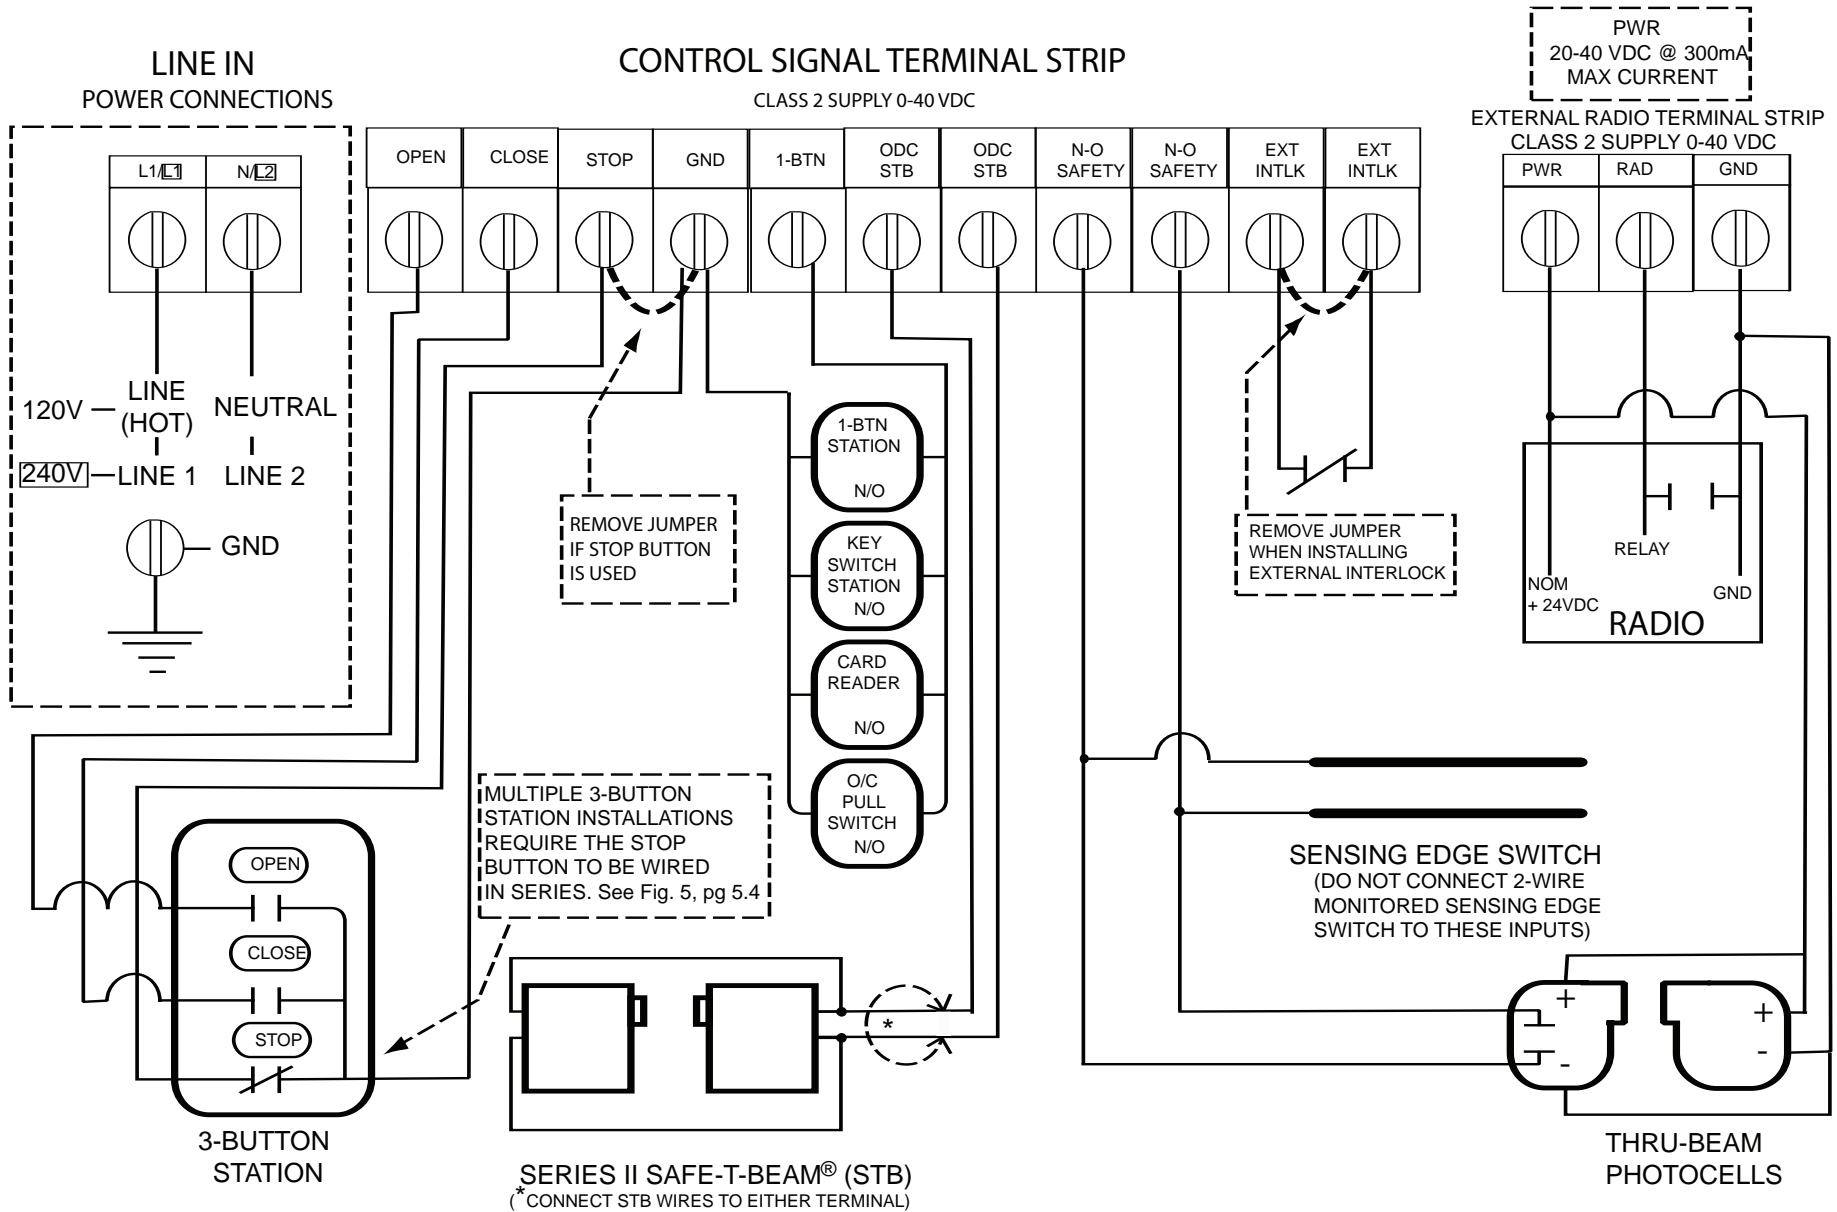 LINE IN
POWER CONNECTIONS
L1/L1
N/L2
120V
LINE
(HOT)
NEUTRAL
240V
LINE 1
LINE 2
GND
CONTROL SIGNAL TERMINAL STRIP
CLASS 2 SUPPLY 0-40 VDC
OPEN
CLOSE
STOP
GND
1-BTN
ODC
STB
ODC
STB
N-O
SAFETY
N-O
SAFETY
EXT
INTLK
EXT
INTLK
PWR
20-40 VDC @ 300mA
MAX CURRENT
EXTERNAL RADIO TERMINAL STRIP
CLASS 2 SUPPLY 0-40 VDC
PWR
RAD
GND
REMOVE JUMPER
IF STOP BUTTON
IS USED
1-BTN
STATION
N/O
KEY
SWITCH
STATION
N/O
CARD
READER
N/O
O/C
PULL
SWITCH
N/O
REMOVE JUMPER
WHEN INSTALLING
EXTERNAL INTERLOCK
RELAY
NOM
+ 24VDC
GND
RADIO
MULTIPLE 3-BUTTON
STATION INSTALLATIONS
REQUIRE THE STOP
BUTTON TO BE WIRED
IN SERIES. See Fig. 5, pg 5.4
OPEN
CLOSE
STOP
3-BUTTON
STATION
*
SERIES II SAFE-T-BEAM® (STB)
(*CONNECT STB WIRES TO EITHER TERMINAL)
SENSING EDGE SWITCH
(DO NOT CONNECT 2-WIRE
MONITORED SENSING EDGE
SWITCH TO THESE INPUTS)
+
-
+
-
THRU-BEAM
PHOTOCELLS